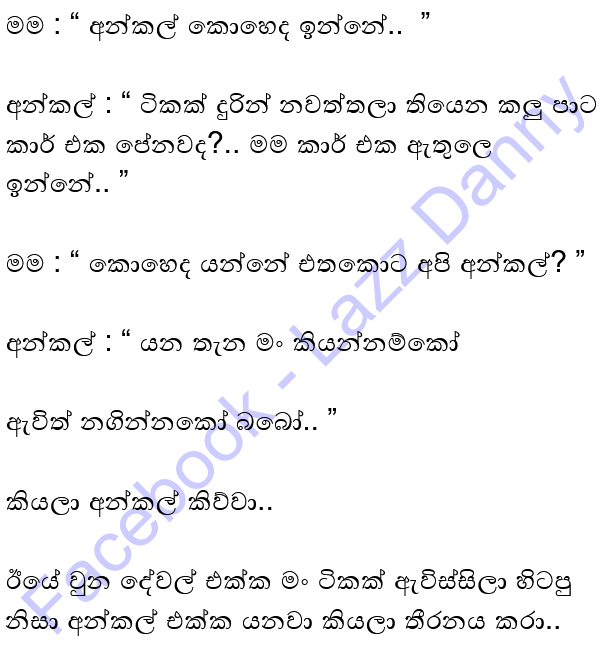 මම : “ අන්කල් කොහෙද ඉන්නේ..  ”
අන්කල් : “ ටිකක් දුරින් නවත්තලා තියෙන කලු පාට
කාර් එක පේනවද?.. මම කාර් එක ඇතුලෙ
ඉන්නේ.. ”
මම : “ කොහෙද යන්නේ එතකොට අපි අන්කල්? ”
අන්කල් : “ යන තැන මං කියන්නම්කෝ
ඇවිත් නගින්නකෝ බබෝ.. ”
කියලා අන්කල් කිව්වා..
ඊයේ වුන දේවල් එක්ක මං ටිකක් ඇවිස්සිලා හිටපු
නිසා අන්කල් එක්ක යනවා කියලා තීරනය කරා..
Facebook - Lazz Danny